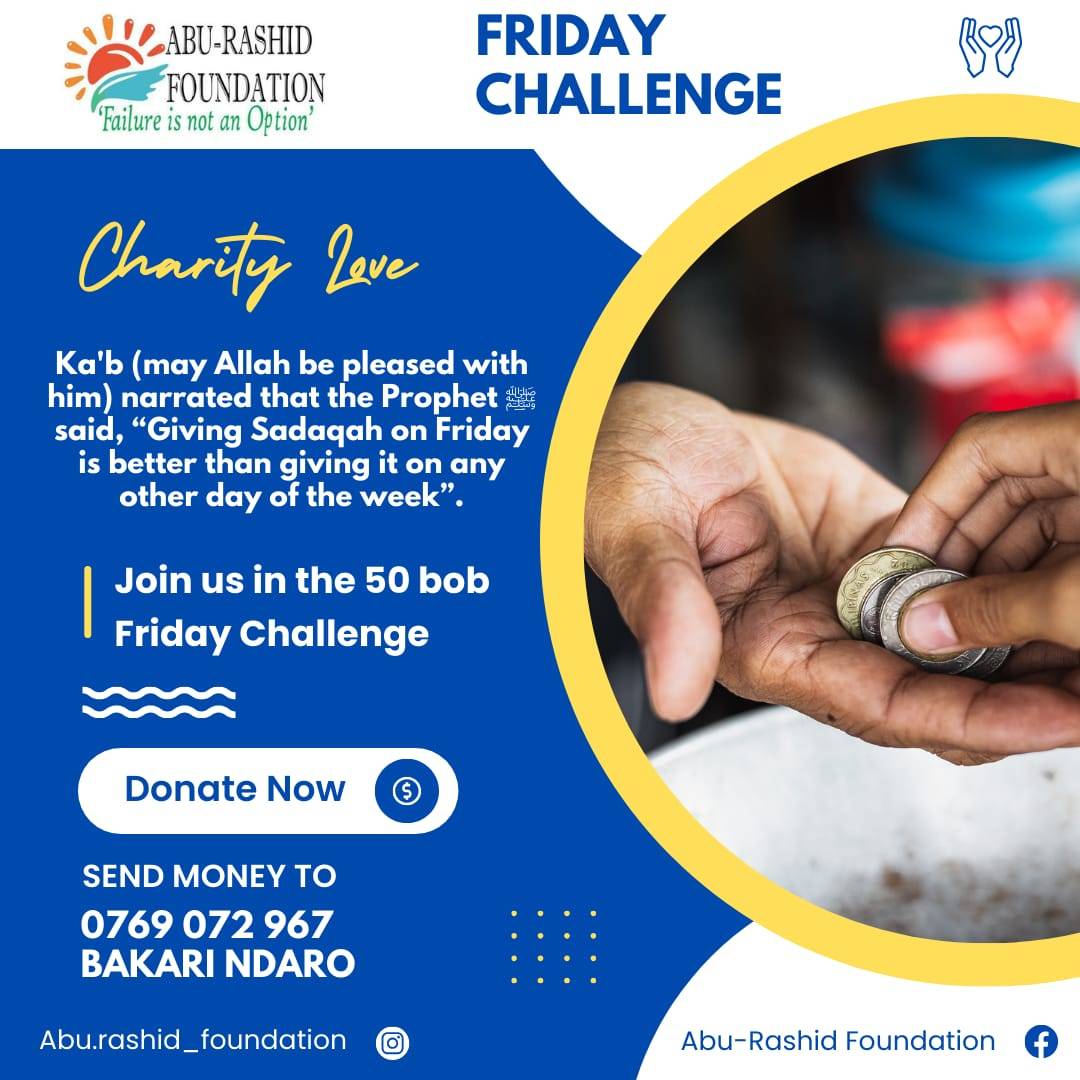 ABU-RASHID
FOUNDATION
'Failure is not an Option'
FRIDAY
CHALLENGE
Charity Love
Ka'b (may Allah be pleased with
him) narrated that the Prophet ﷺ
said, “Giving Sadaqah on Friday
is better than giving it on any
other day of the week”.
Join us in the 50 bob
Friday Challenge
Donate Now
$
SEND MONEY TO
0769 072 967
BAKARI NDARO
Abu.rashid_foundation
Abu-Rashid Foundation